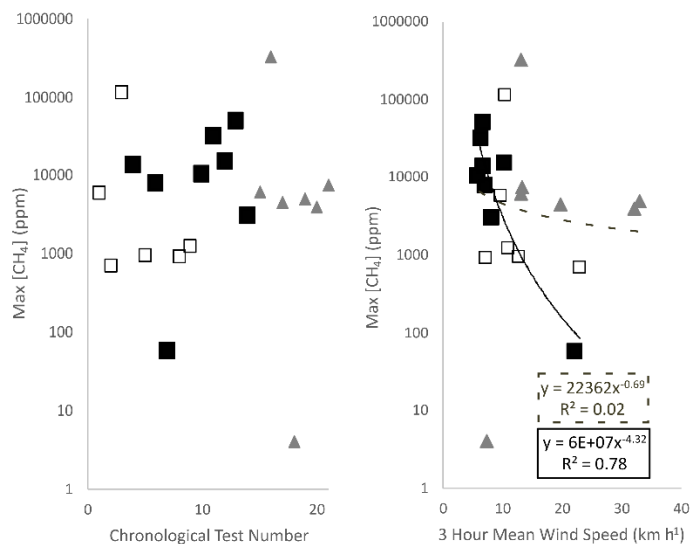 1000000
100000
10000
1000
100
10
1
Max [CH₄] (ppm)
0
10
20
Chronological Test Number
1000000
100000
10000
1000
100
10
1
Max [CH₄] (ppm)
y = 22362x⁻⁰·⁶⁹
R² = 0.02
y = 6E+07x⁻⁴·³²
R² = 0.78
0
10
20
30
40
3 Hour Mean Wind Speed (km h¹)